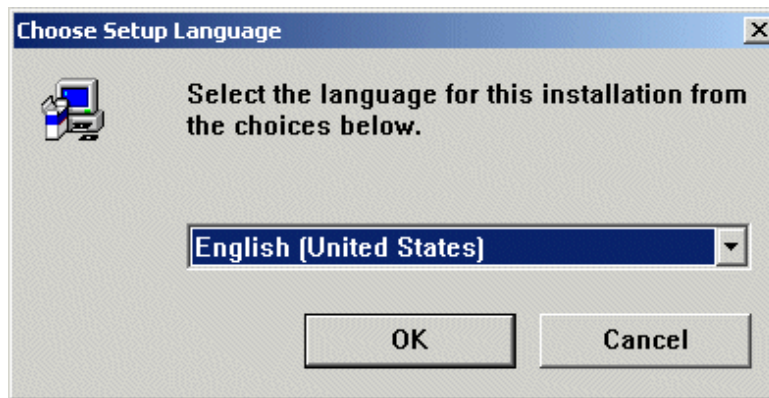 Choose Setup Language
Select the language for this installation from
the choices below.
English (United States)
OK
Cancel